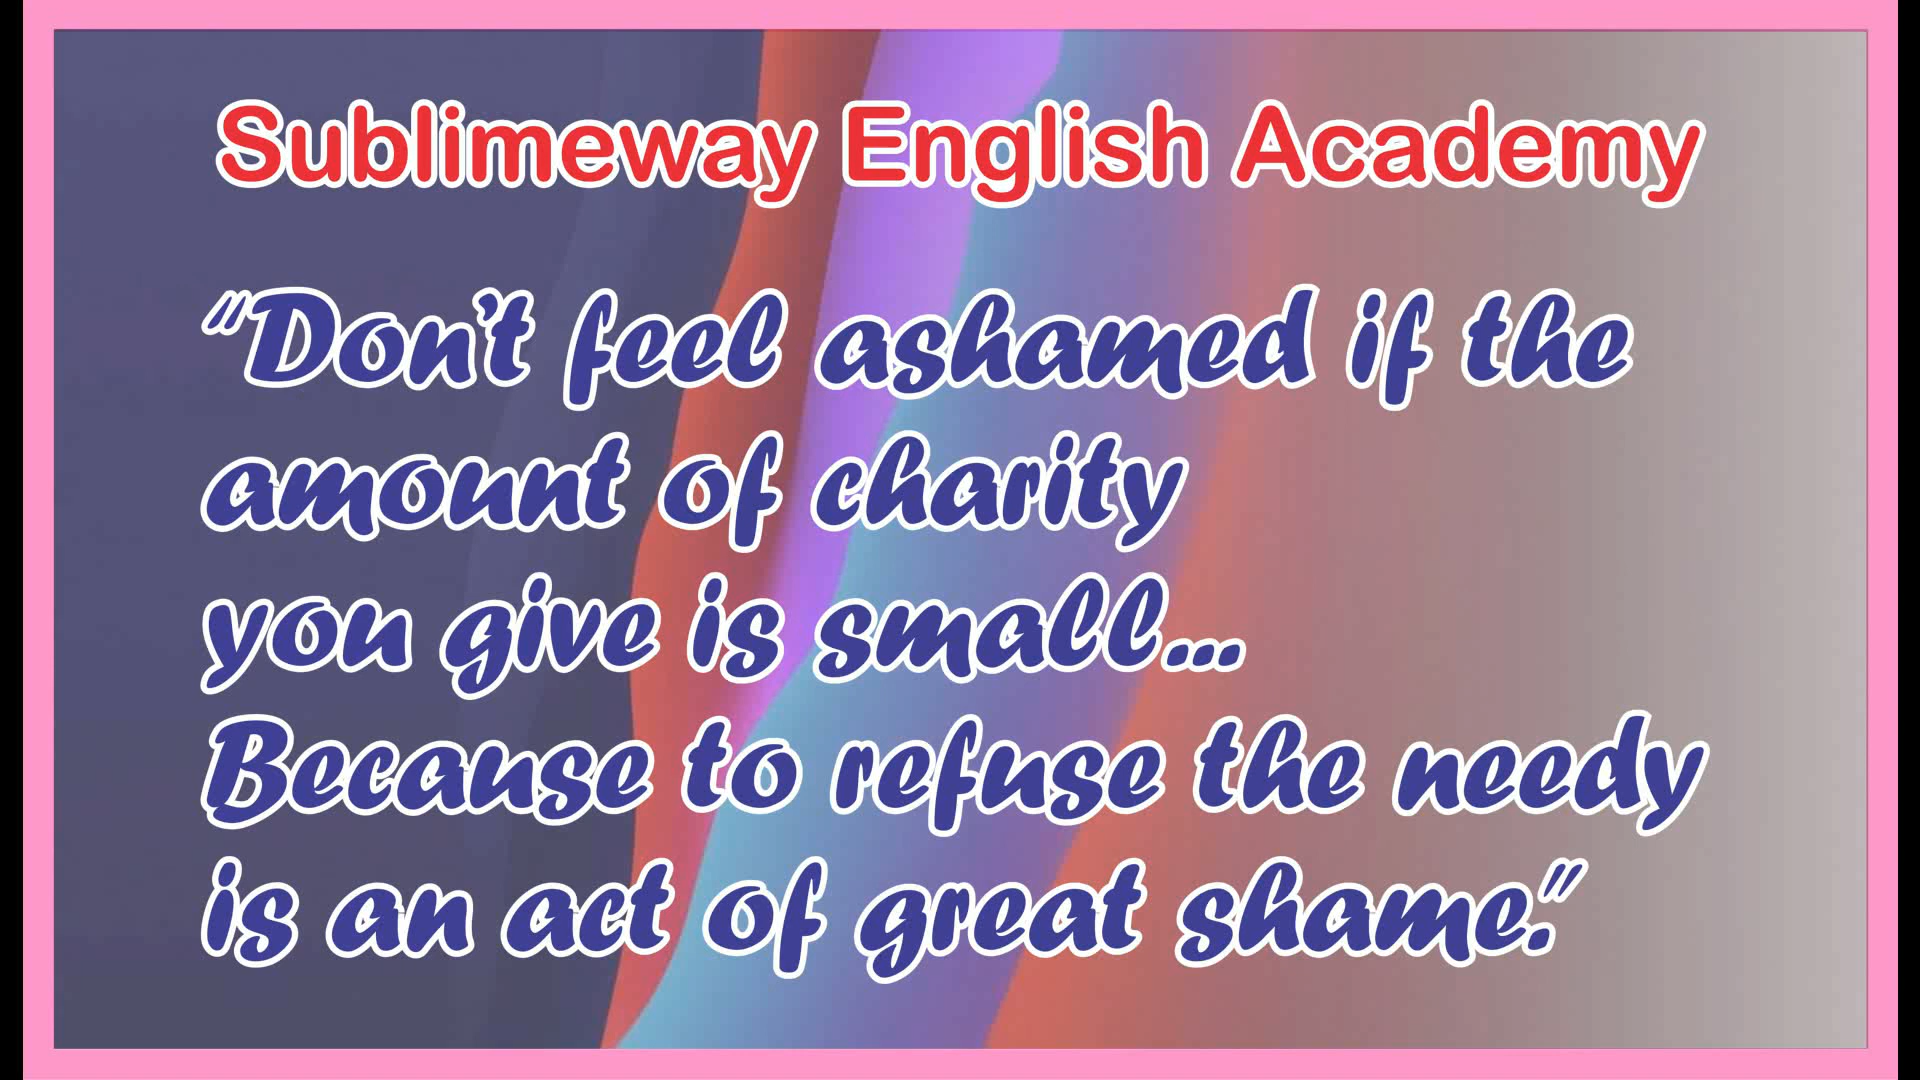 Sublimeway English Academy
"Don't feel ashamed if the
amount of charity
you give is small...
Because to refuse the needy
is an act of great shame."